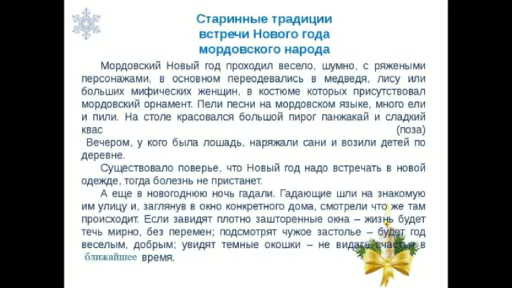 Старинные традиции
встречи Нового года
мордовского народа
Мордовский Новый год проходил весело, шумно, с ряжеными
персонажами, в основном переодевались в медведя, лису или
больших мифических женщин, в костюме которых присутствовал
мордовский орнамент. Пели песни на мордовском языке, много ели
и пили. На столе красовался большой пирог панжакай и сладкий
квас (поза)
Вечером, у кого была лошадь, наряжали сани и возили детей по
деревне.
Существовало поверье, что Новый год надо встречать в новой
одежде, тогда болезнь не пристанет.
А еще в новогоднюю ночь гадали. Гадающие шли на знакомую
им улицу и, заглянув в окно конкретного дома, смотрели что же там
происходит. Если завидят плотно зашторенные окна – жизнь будет
течь мирно, без перемен; подсмотрят чужое застолье – будет год
веселым, добрым; увидят темные окошки – не видать счастья в
ближайшее время.